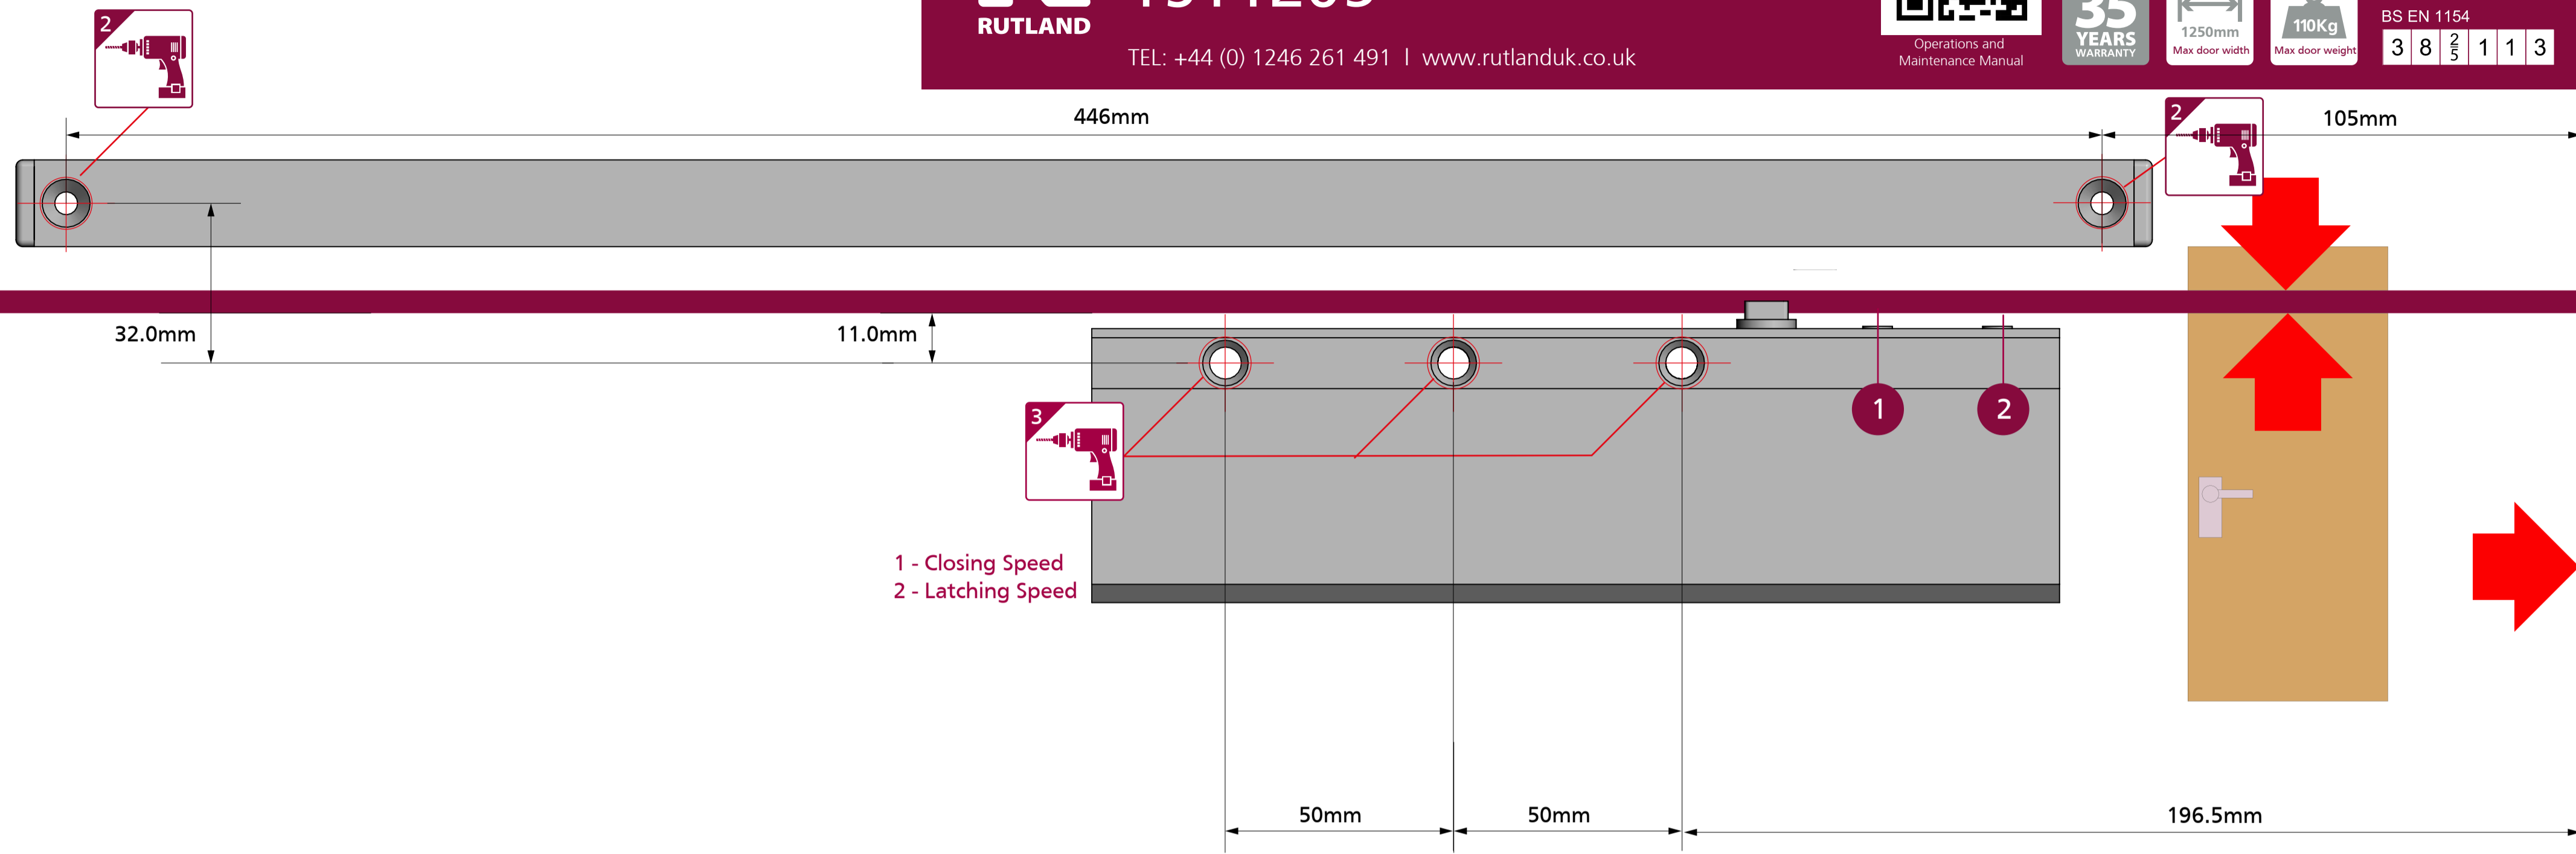 RUTLAND
TEL: +44 (0) 1246 261 491 | www.rutlanduk.co.uk
Operations and
Maintenance Manual
35
YEARS
WARRANTY
1250mm
Max door width
110Kg
Max door weight
BS EN 1154
3 8 2/5 1 1 3
2
446mm
2
105mm
32.0mm
11.0mm
3
1
2
1 - Closing Speed
2 - Latching Speed
50mm
50mm
196.5mm